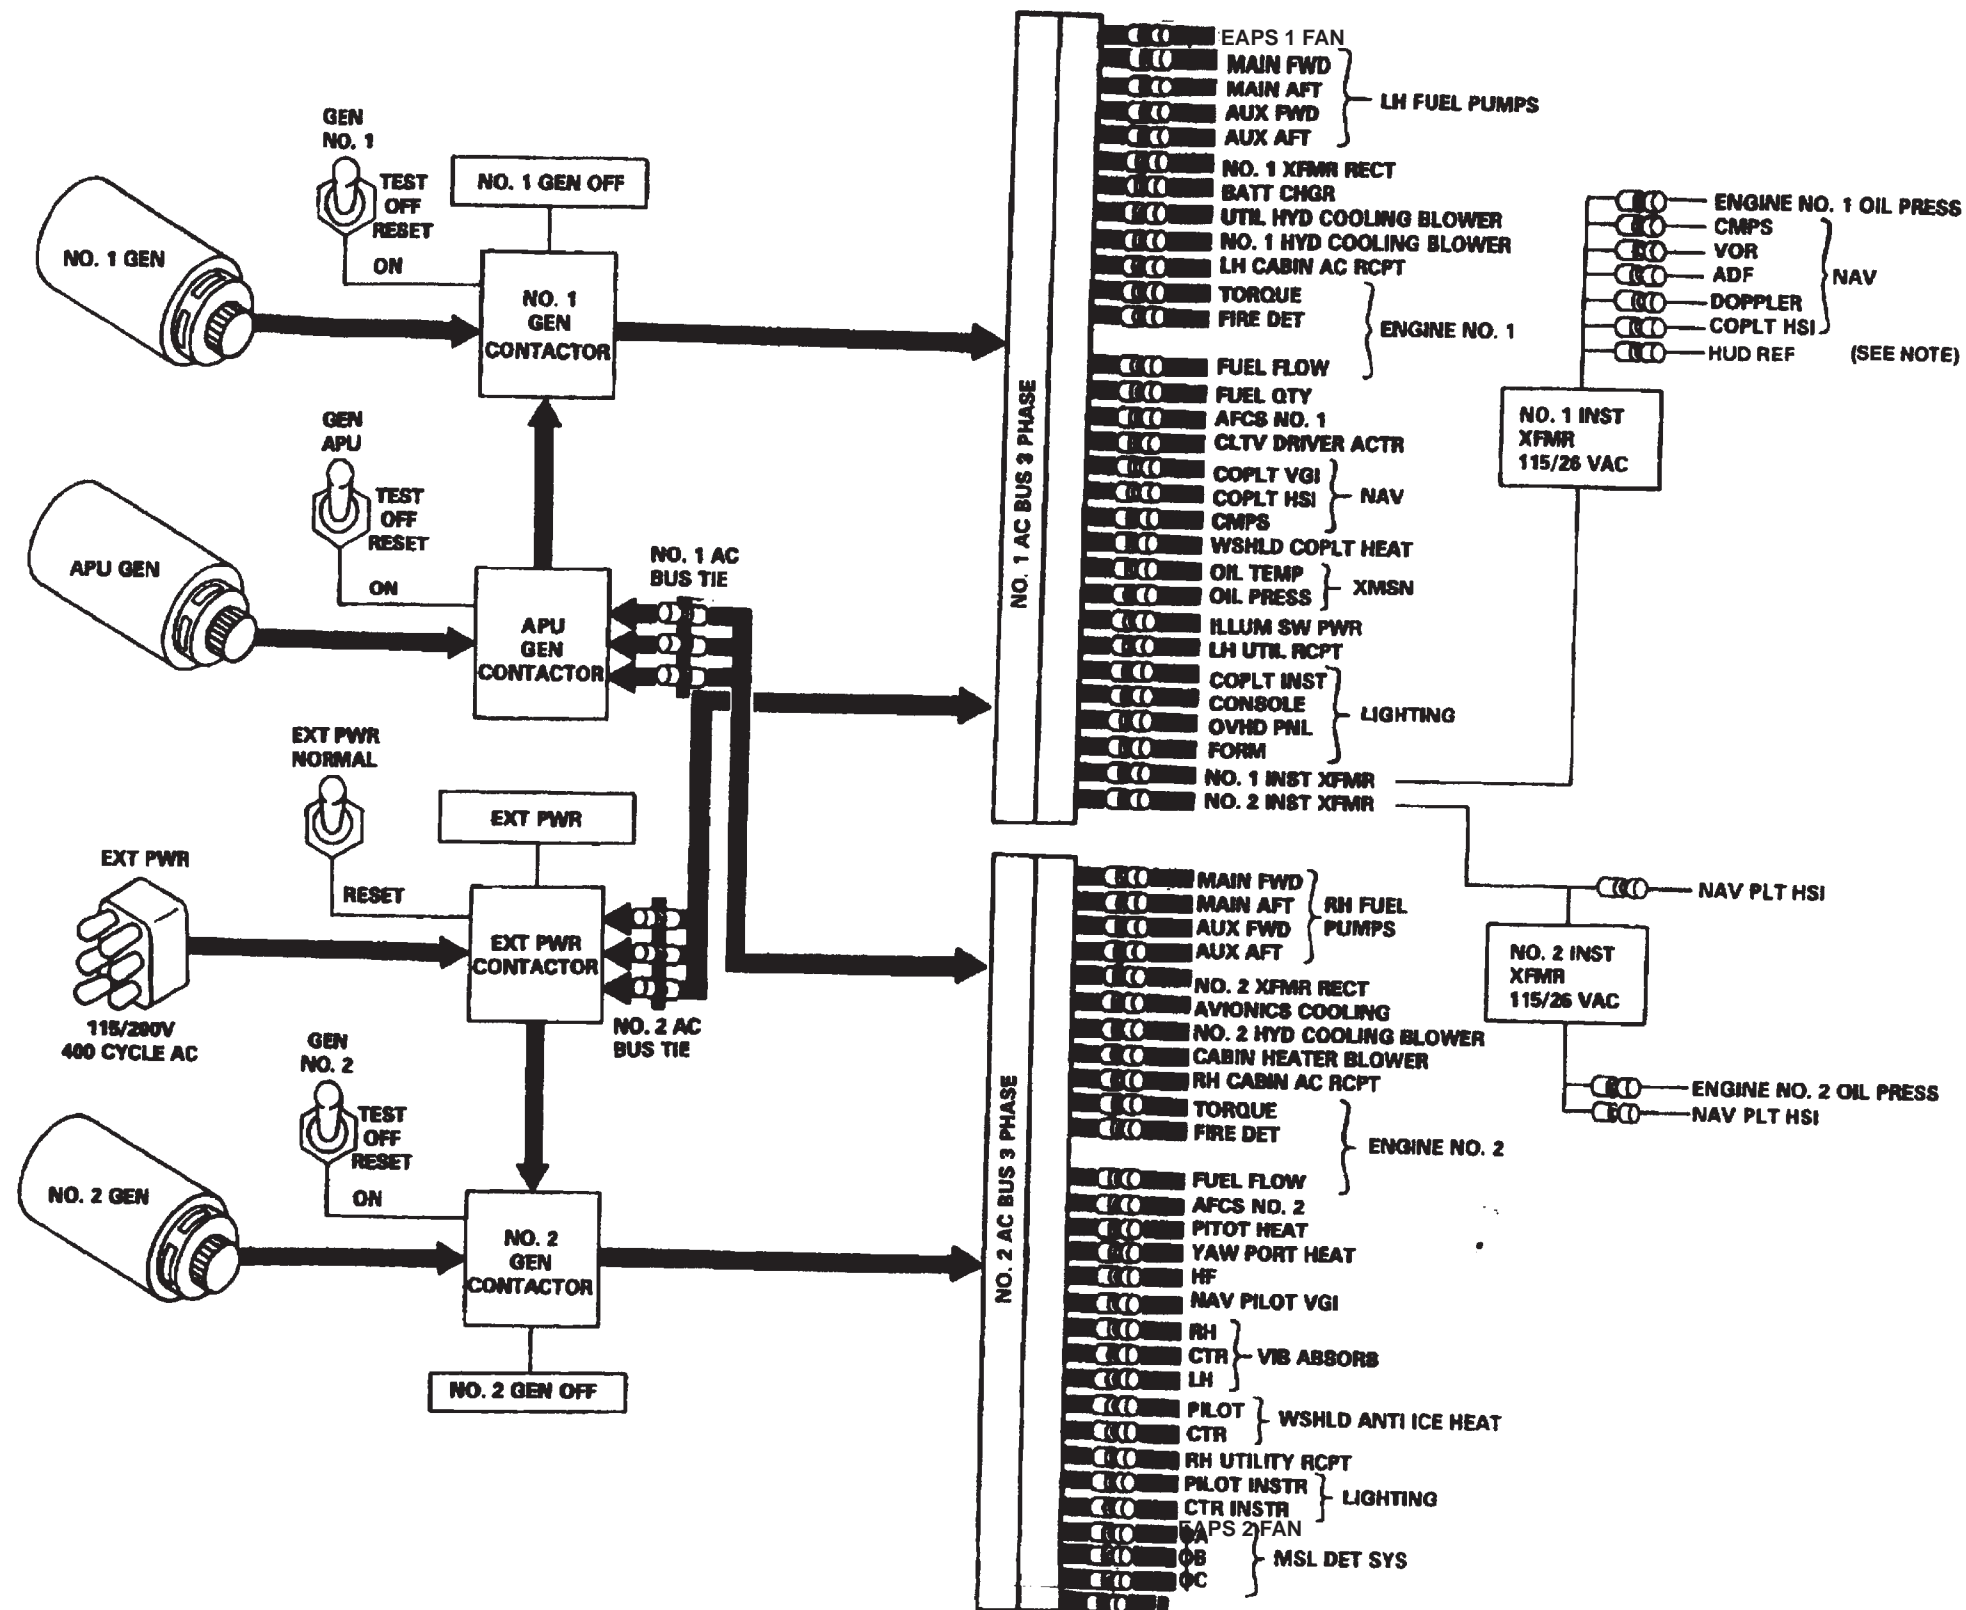 GEN
NO. 1
TEST
OFF
RESET
ON
NO. 1 GEN OFF
NO. 1 GEN
NO. 1
GEN
CONTACTOR
GEN
APU
TEST
OFF
RESET
ON
APU GEN
APU
GEN
CONTACTOR
NO. 1 AC
BUS TIE
EXT PWR
NORMAL
RESET
EXT PWR
EXT PWR
115/200V
400 CYCLE AC
EXT PWR
CONTACTOR
NO. 2 AC
BUS TIE
GEN
NO. 2
TEST
OFF
RESET
ON
NO. 2 GEN
NO. 2
GEN
CONTACTOR
NO. 2 GEN OFF
NO. 1 AC BUS 3 PHASE
EAPS 1 FAN
MAIN FWD
MAIN AFT
AUX FWD
AUX AFT
LH FUEL PUMPS
NO. 1 XFMR RECT
BATT CHGR
UTIL HYD COOLING BLOWER
NO. 1 HYD COOLING BLOWER
LH CABIN AC RCPT
TORQUE
FIRE DET
FUEL FLOW
ENGINE NO. 1
FUEL QTY
AFCS NO. 1
CLTV DRIVER ACTR
COPLT VGI
COPLT HSI
CMPS
NAV
WSHLD COPLT HEAT
OIL TEMP
OIL PRESS
XMSN
ILLUM SW PWR
LH UTIL RCPT
COPLT INST
CONSOLE
OVHD PNL
FORM
LIGHTING
NO. 1 INST XFMR
NO. 2 INST XFMR
ENGINE NO. 1 OIL PRESS
CMPS
VOR
ADF
DOPPLER
COPLT HSI
NAV
HUD REF (SEE NOTE)
NO. 1 INST
XFMR
115/26 VAC
NO. 2 AC BUS 3 PHASE
MAIN FWD
MAIN AFT
AUX FWD
AUX AFT
RH FUEL
PUMPS
NO. 2 XFMR RECT
AVIONICS COOLING
NO. 2 HYD COOLING BLOWER
CABIN HEATER BLOWER
RH CABIN AC RCPT
TORQUE
FIRE DET
FUEL FLOW
ENGINE NO. 2
AFCS NO. 2
PITOT HEAT
YAW PORT HEAT
HF
NAV PILOT VGI
RH
CTR
LH
VIB ABSORB
PILOT
CTR
WSHLD ANTI ICE HEAT
RH UTILITY RCPT
PILOT INSTR
CTR INSTR
LIGHTING
EAPS 2 FAN
ΦA
ΦB
ΦC
MSL DET SYS
NAV PLT HSI
NO. 2 INST
XFMR
115/26 VAC
ENGINE NO. 2 OIL PRESS
NAV PLT HSI